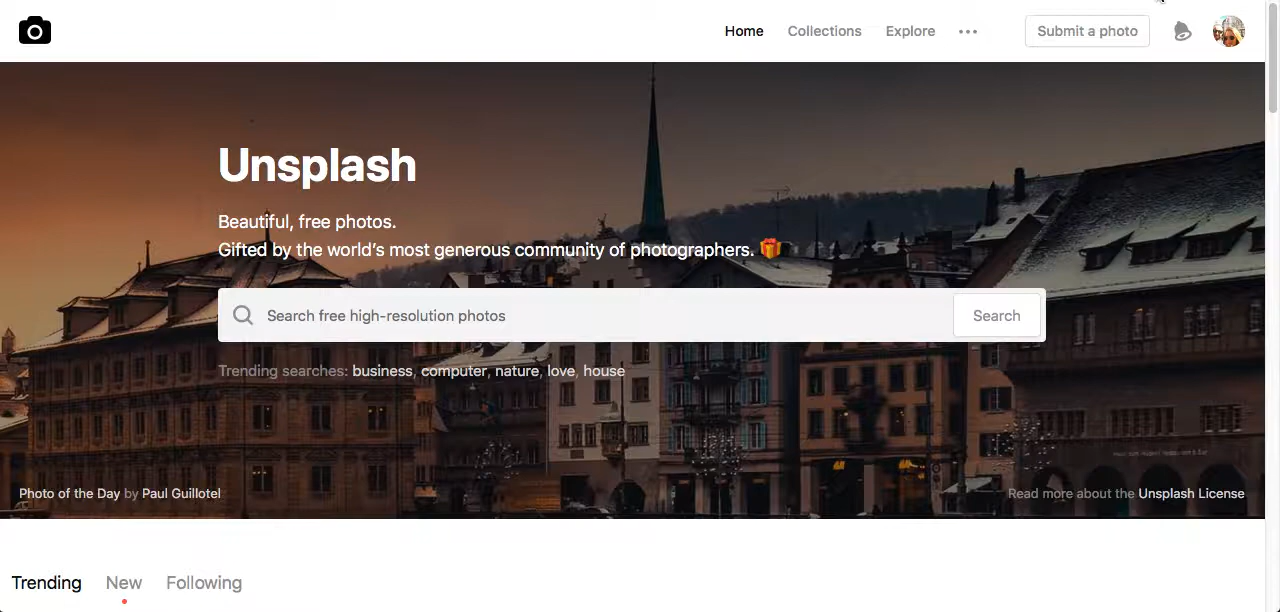 Home Collections Explore ••• Submit a photo
Unsplash
Beautiful, free photos.
Gifted by the world’s most generous community of photographers. 🎁
Search free high-resolution photos Search
Trending searches: business, computer, nature, love, house
Photo of the Day by Paul Guillotel Read more about the Unsplash License
Trending New Following